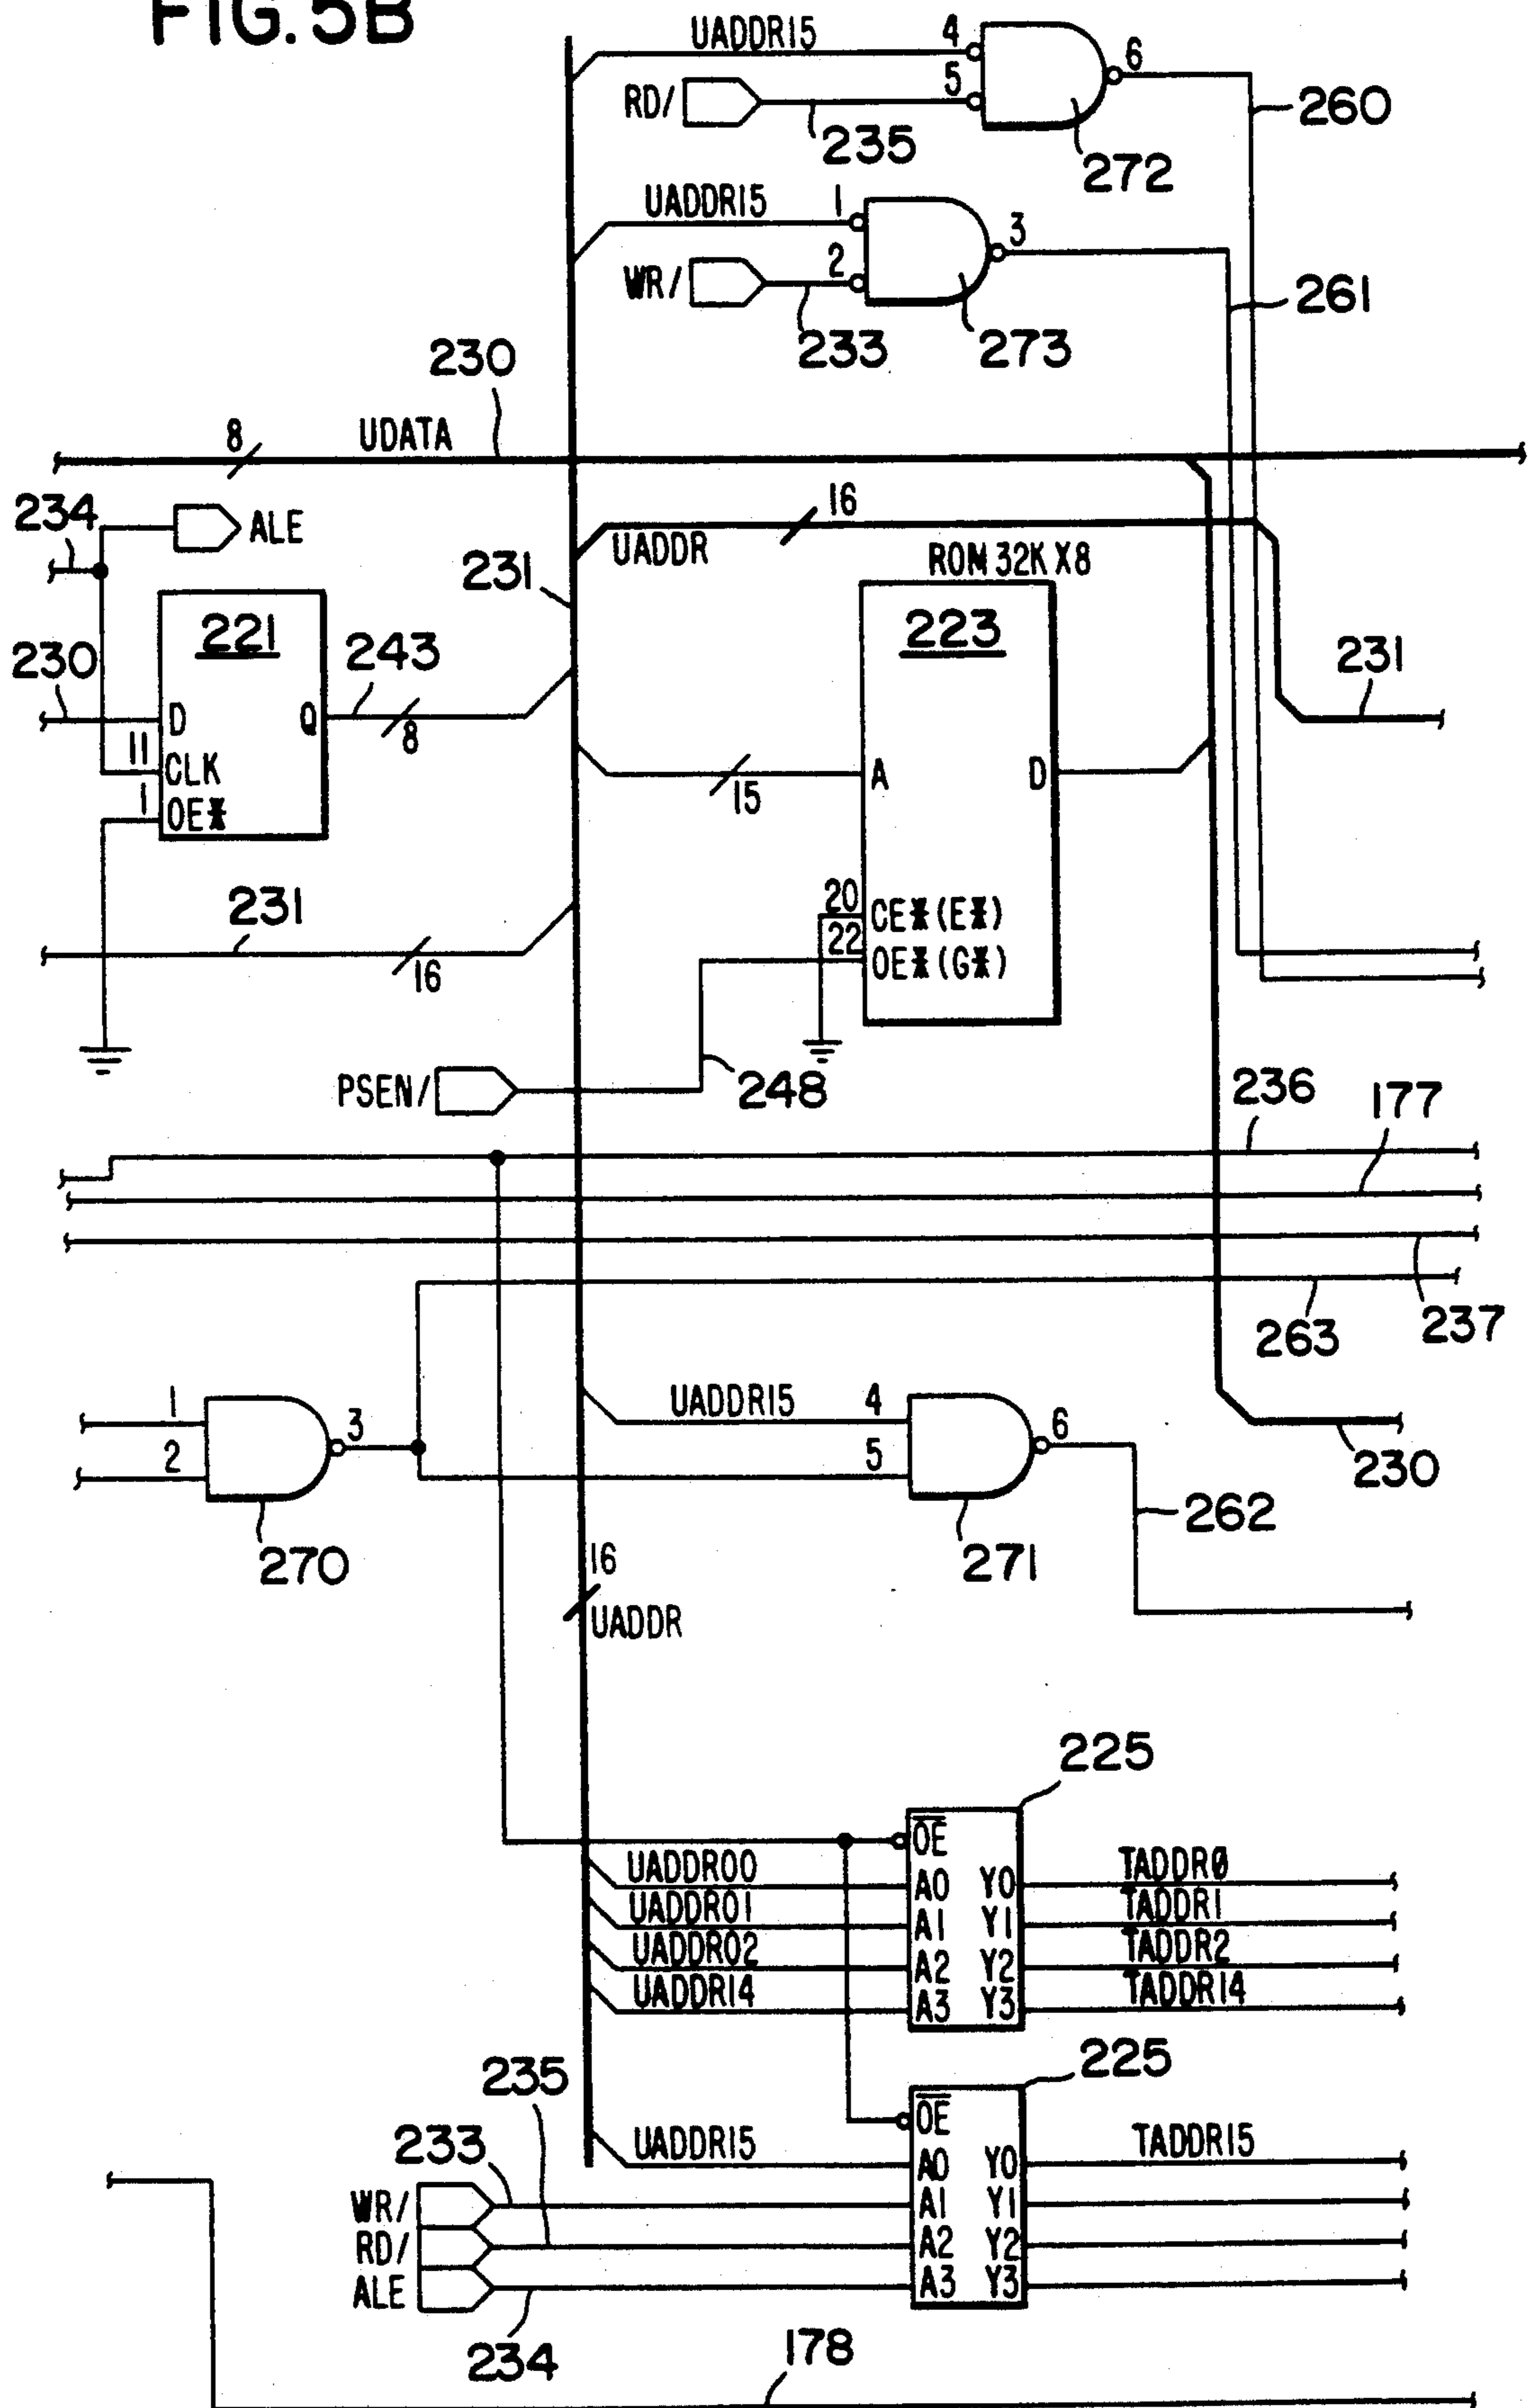 FIG. 5B
UADDR15 4
5
6
RD/
235
272
260
UADDR15 1
2
3
WR/
233
273
261
230
8 UDATA
234
ALE
16
UADDR
231
ROM 32K X8
221
223
230
243
231
D Q
8
11
CLK
1
OE*
15
A D
231
16
20
CE*(E*)
22
OE*(G*)
PSEN/
248
236
177
263
237
1
2
3
270
UADDR15 4
5
6
271
230
262
16
UADDR
225
OE
UADDR00 A0 Y0 TADDR0
UADDR01 A1 Y1 TADDR1
UADDR02 A2 Y2 TADDR2
UADDR14 A3 Y3 TADDR14
225
235
OE
233
UADDR15 A0 Y0 TADDR15
WR/ A1 Y1
RD/ A2 Y2
ALE A3 Y3
234
178